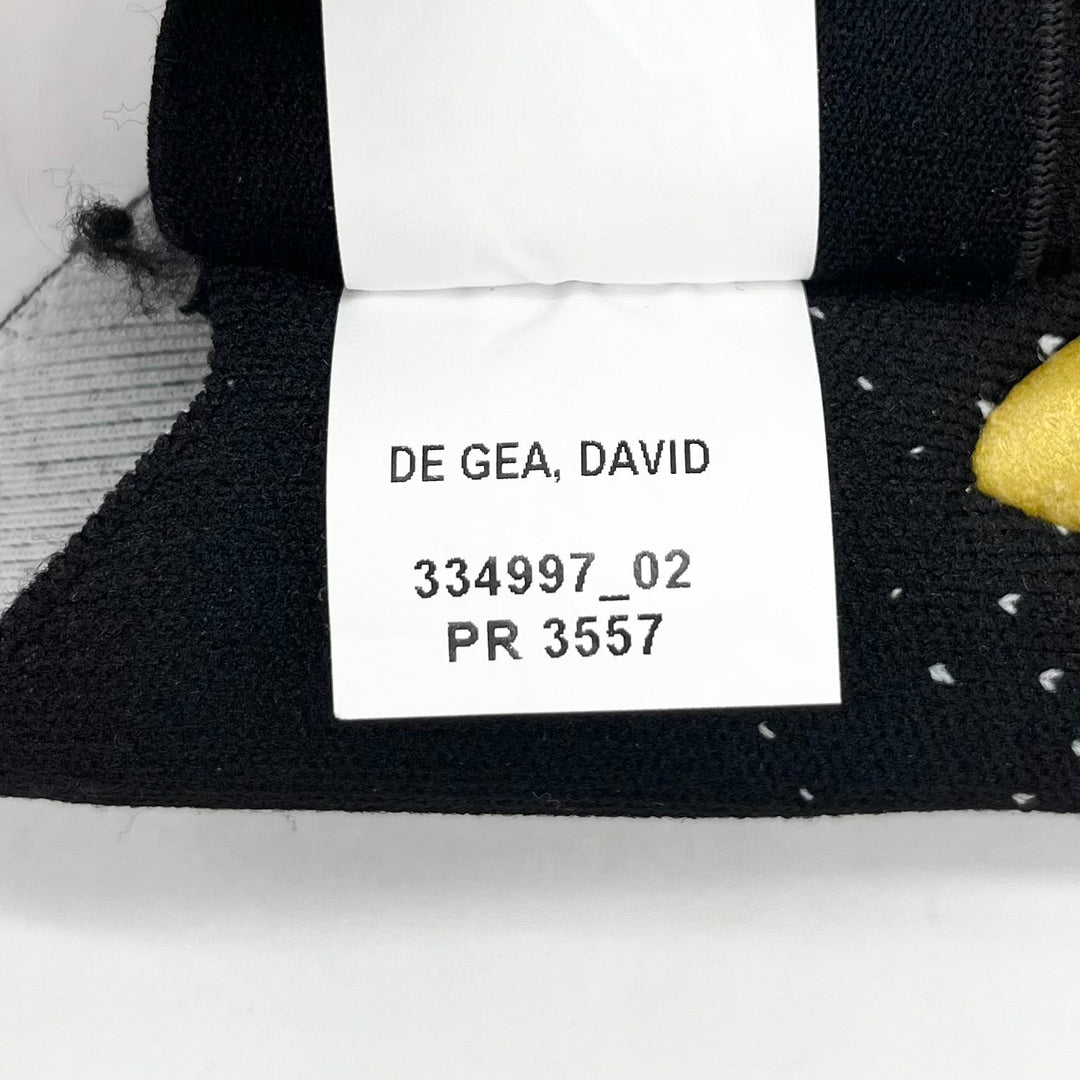 DE GEA, DAVID
334997_02
PR 3557